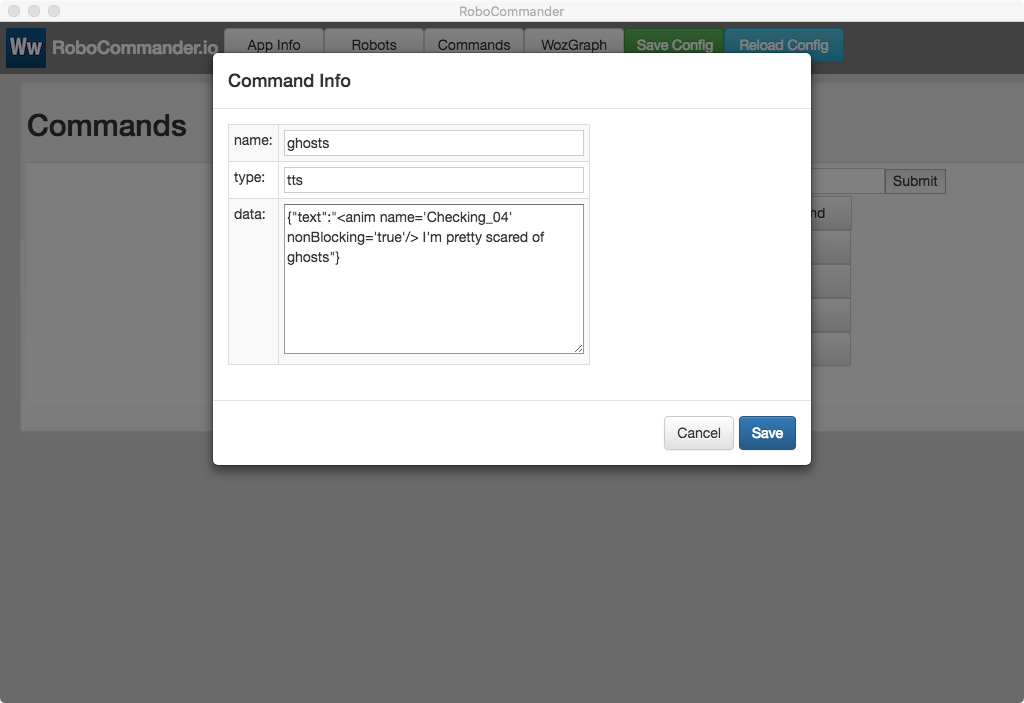 RoboCommander
Ww RoboCommander.io App Info Robots Commands WozGraph Save Config Reload Config
Command Info
Commands
name: ghosts
type: tts
Submit
data: {"text":"<anim name='Checking_04'
nonBlocking='true'/> I'm pretty scared of
ghosts"}
Cancel Save